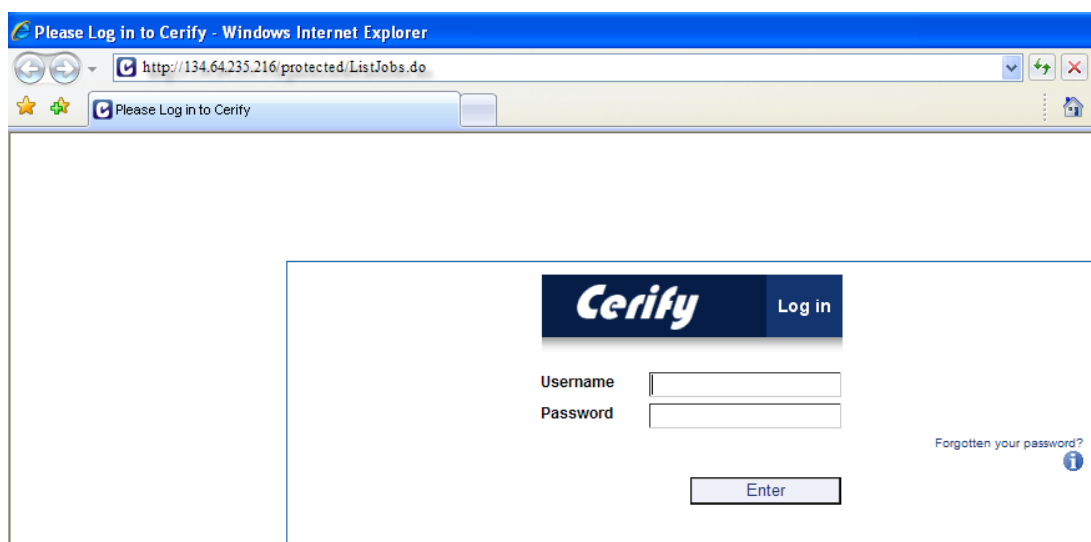 Please Log in to Cerify - Windows Internet Explorer
http://134.64.235.216/protected/ListJobs.do
Please Log in to Cerify
Cerify Log in
Username
Password
Forgotten your password?
Enter